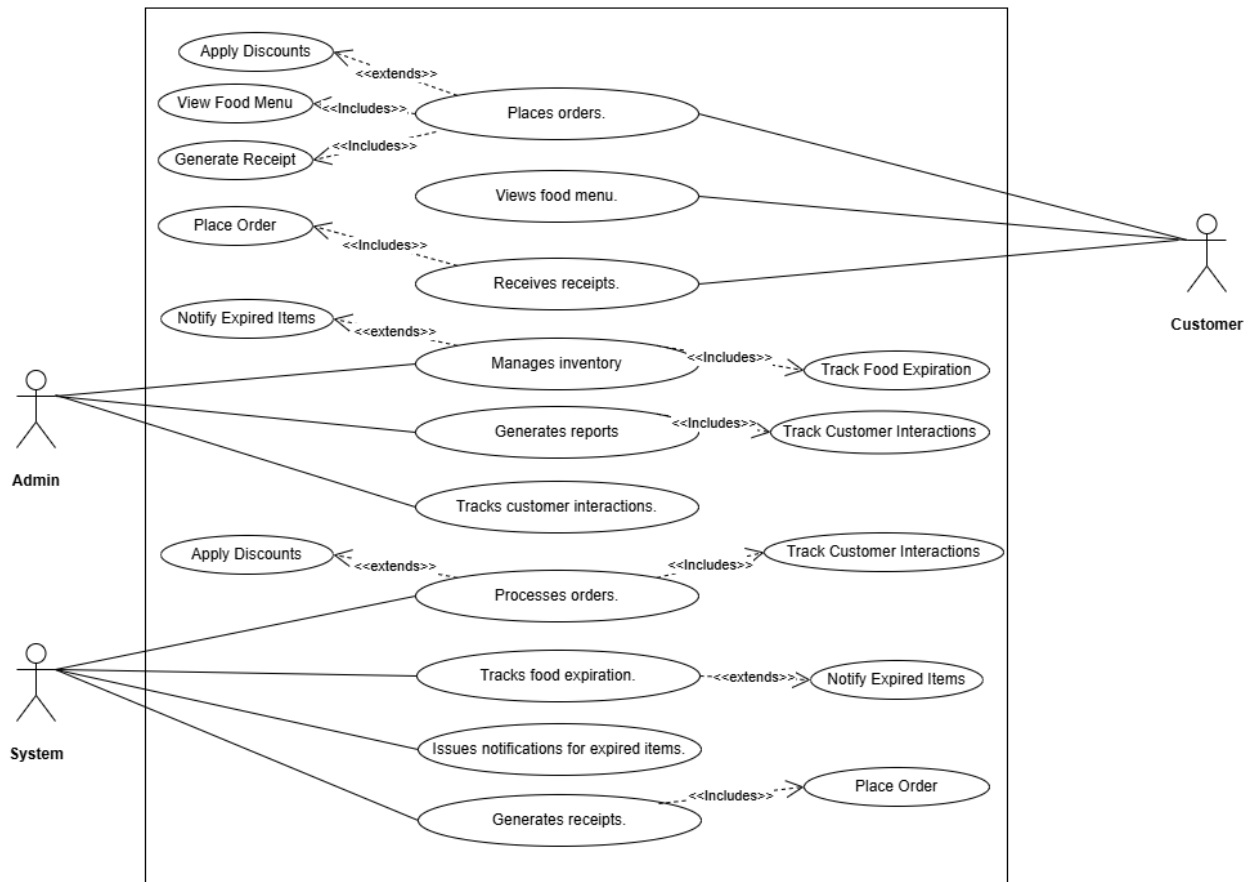 Apply Discounts
<<extends>>
View Food Menu
<<Includes>>
Places orders.
<<Includes>>
Generate Receipt
Views food menu.
Place Order
<<Includes>>
Receives receipts.
Customer
Notify Expired Items
<<extends>>
Manages inventory
<<Includes>>
Track Food Expiration
Admin
Generates reports
<<Includes>>
Track Customer Interactions
Tracks customer interactions.
Apply Discounts
<<extends>>
Processes orders.
<<Includes>>
Track Customer Interactions
System
Tracks food expiration.
<<extends>>
Notify Expired Items
Issues notifications for expired items.
Generates receipts.
<<Includes>>
Place Order